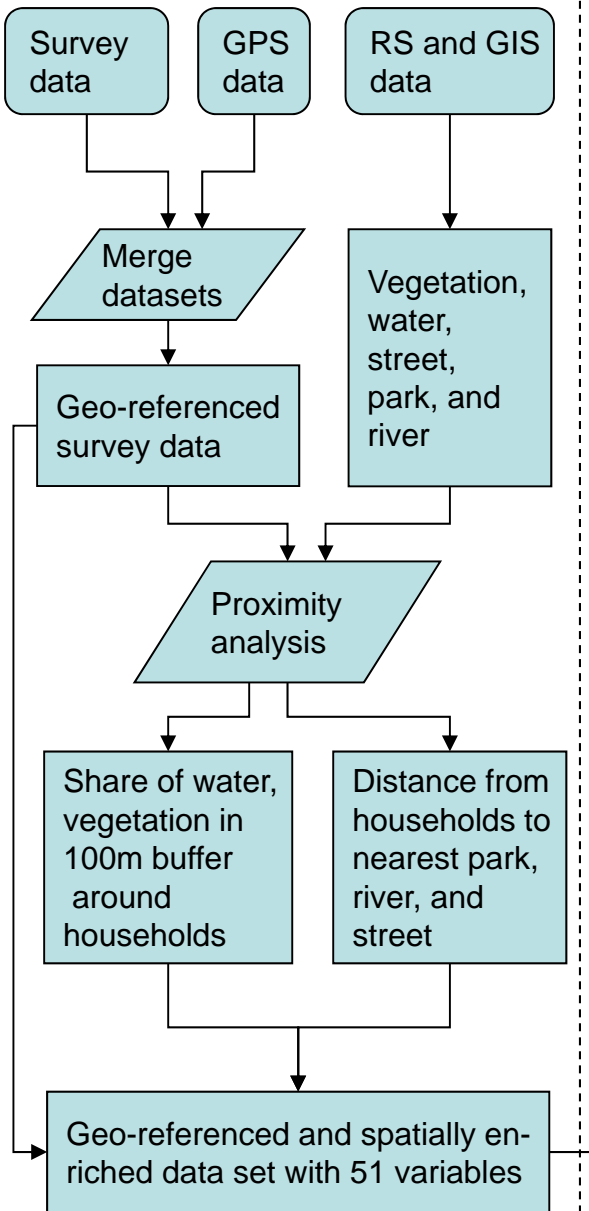 Survey
data
GPS
data
RS and GIS
data
Merge
datasets
Vegetation,
water,
street,
park, and
river
Geo-referenced
survey data
Proximity
analysis
Share of water,
vegetation in
100m buffer
around
households
Distance from
households to
nearest park,
river, and
street
Geo-referenced and spatially en-
riched data set with 51 variables